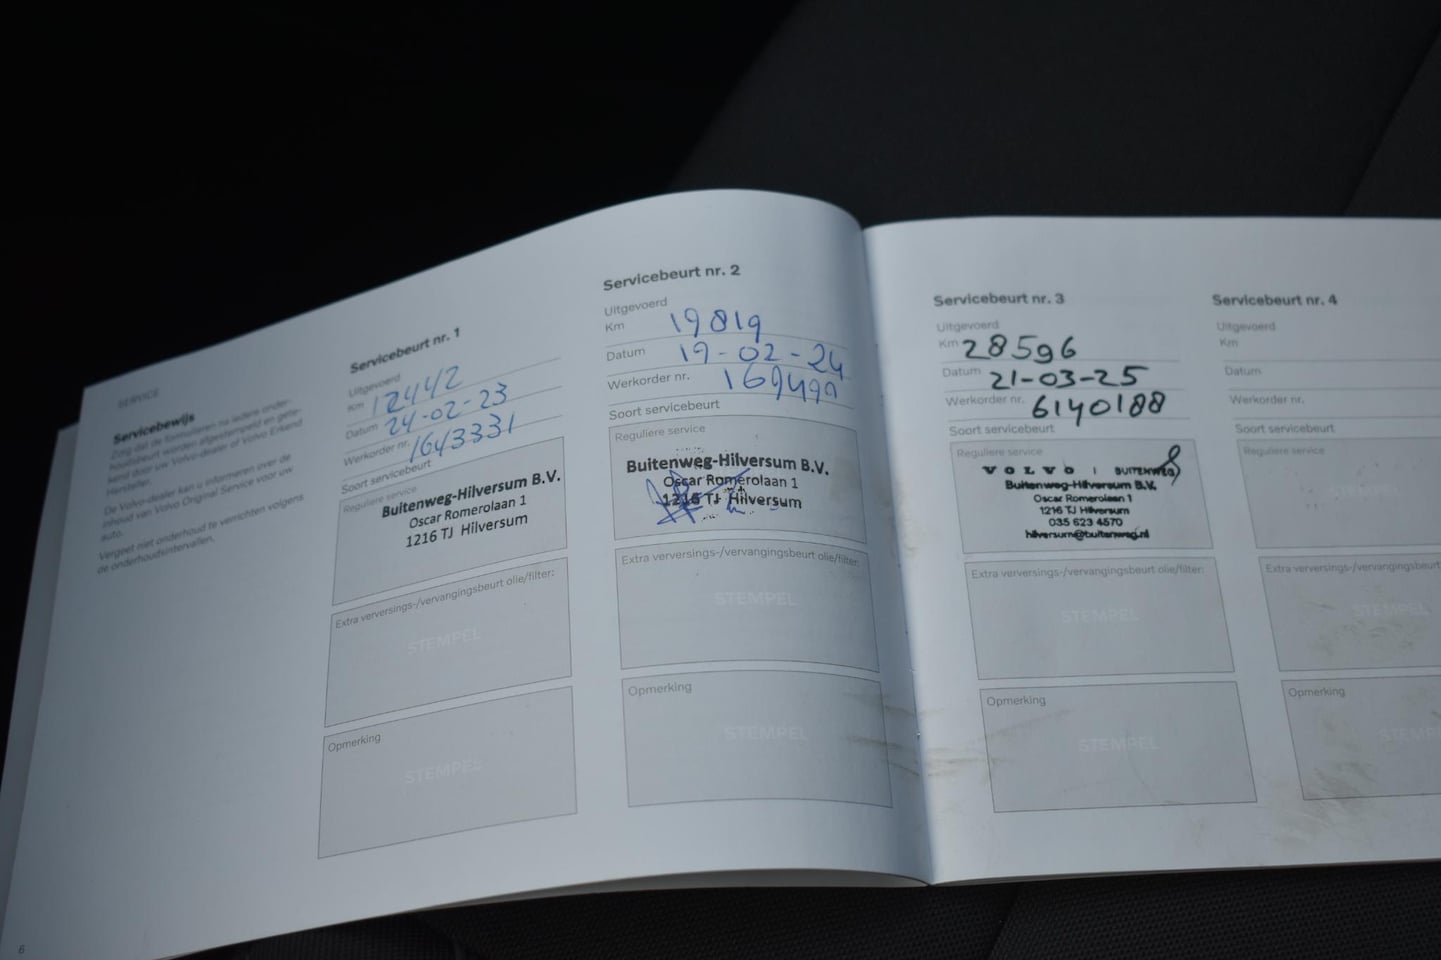 SERVICE
Servicebewijs
Zorg dat de formulieren na iedere onder-
houdsbeurt worden afgestempeld en gete-
kend door uw Volvo-dealer of Volvo Erkend
Hersteller.
De Volvo-dealer kan u informeren over de
inhoud van Volvo Original Service voor uw
auto.
Vergeet niet onderhoud te verrichten volgens
de onderhoudsintervallen.
6
Servicebeurt nr. 1
Uitgevoerd
Km 12442
Datum 24-02-23
Werkorder nr. 1643331
Soort servicebeurt
Reguliere service
Buitenweg-Hilversum B.V.
Oscar Romerolaan 1
1216 TJ Hilversum
Extra verversings-/vervangingsbeurt olie/filter:
STEMPEL
Opmerking
STEMPEL
Servicebeurt nr. 2
Uitgevoerd
Km 19819
Datum 19-02-24
Werkorder nr. 169499
Soort servicebeurt
Reguliere service
Buitenweg-Hilversum B.V.
Oscar Romerolaan 1
1216 TJ Hilversum
Extra verversings-/vervangingsbeurt olie/filter:
STEMPEL
Opmerking
STEMPEL
Servicebeurt nr. 3
Uitgevoerd
Km 28596
Datum 21-03-25
Werkorder nr. 6140188
Soort servicebeurt
Reguliere service
VOLVO | BUITENWEG
Buitenweg-Hilversum B.V.
Oscar Romerolaan 1
1216 TJ Hilversum
035 623 4570
hilversum@buitenweg.nl
Extra verversings-/vervangingsbeurt olie/filter:
STEMPEL
Opmerking
STEMPEL
Servicebeurt nr. 4
Uitgevoerd
Km
Datum
Werkorder nr.
Soort servicebeurt
Reguliere service
Extra verversings-/vervangingsbeurt
STEMPEL
Opmerking